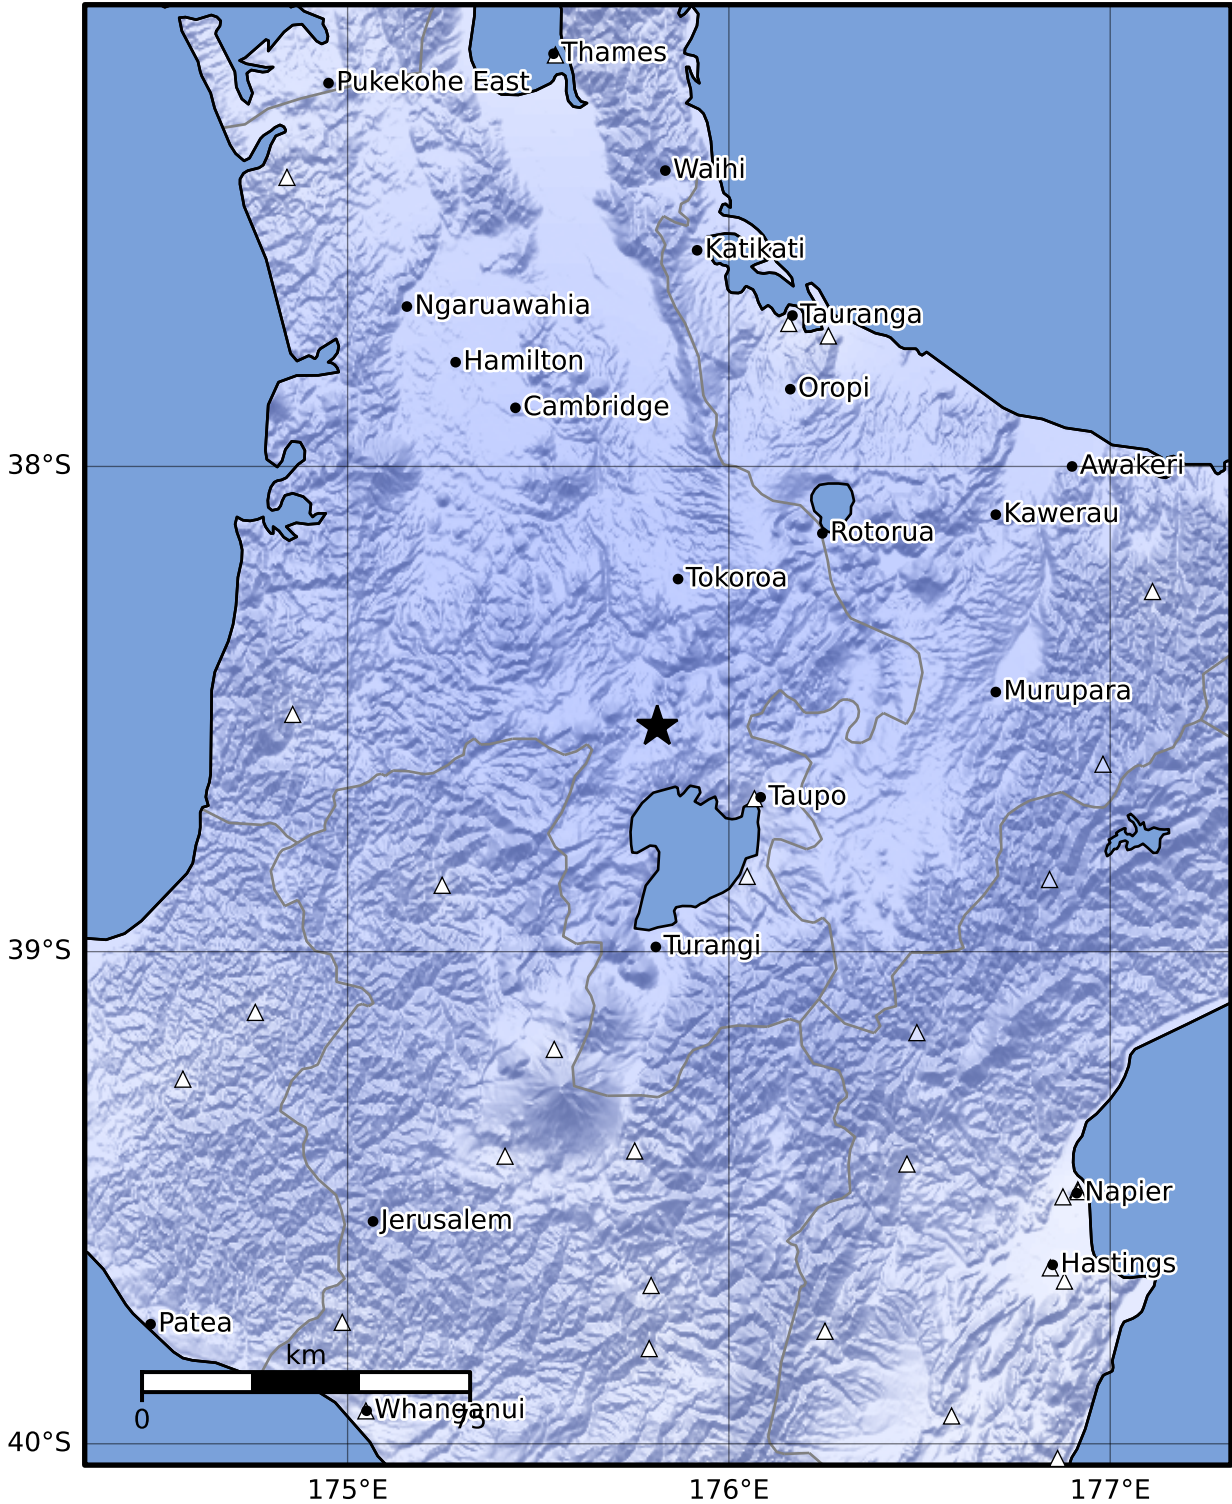 Thames
Pukekohe East
Waihi
Katikati
Ngaruawahia
Tauranga
Hamilton
Oropi
Cambridge
38°S
Awakeri
Kawerau
Rotorua
Tokoroa
Murupara
Taupo
39°S
Turangi
Napier
Jerusalem
Hastings
Patea
km
0
75
Whanganui
40°S
175°E
176°E
177°E